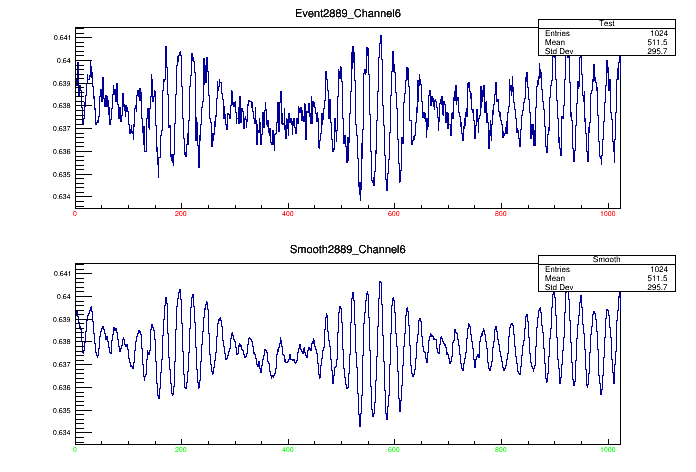 Event2889_Channel6
Test
Entries 1024
Mean 511.5
Std Dev 295.7
0.641
0.64
0.639
0.638
0.637
0.636
0.635
0.634
0 200 400 600 800 1000
Smooth2889_Channel6
Smooth
Entries 1024
Mean 511.5
Std Dev 295.7
0.641
0.64
0.639
0.638
0.637
0.636
0.635
0.634
0 200 400 600 800 1000